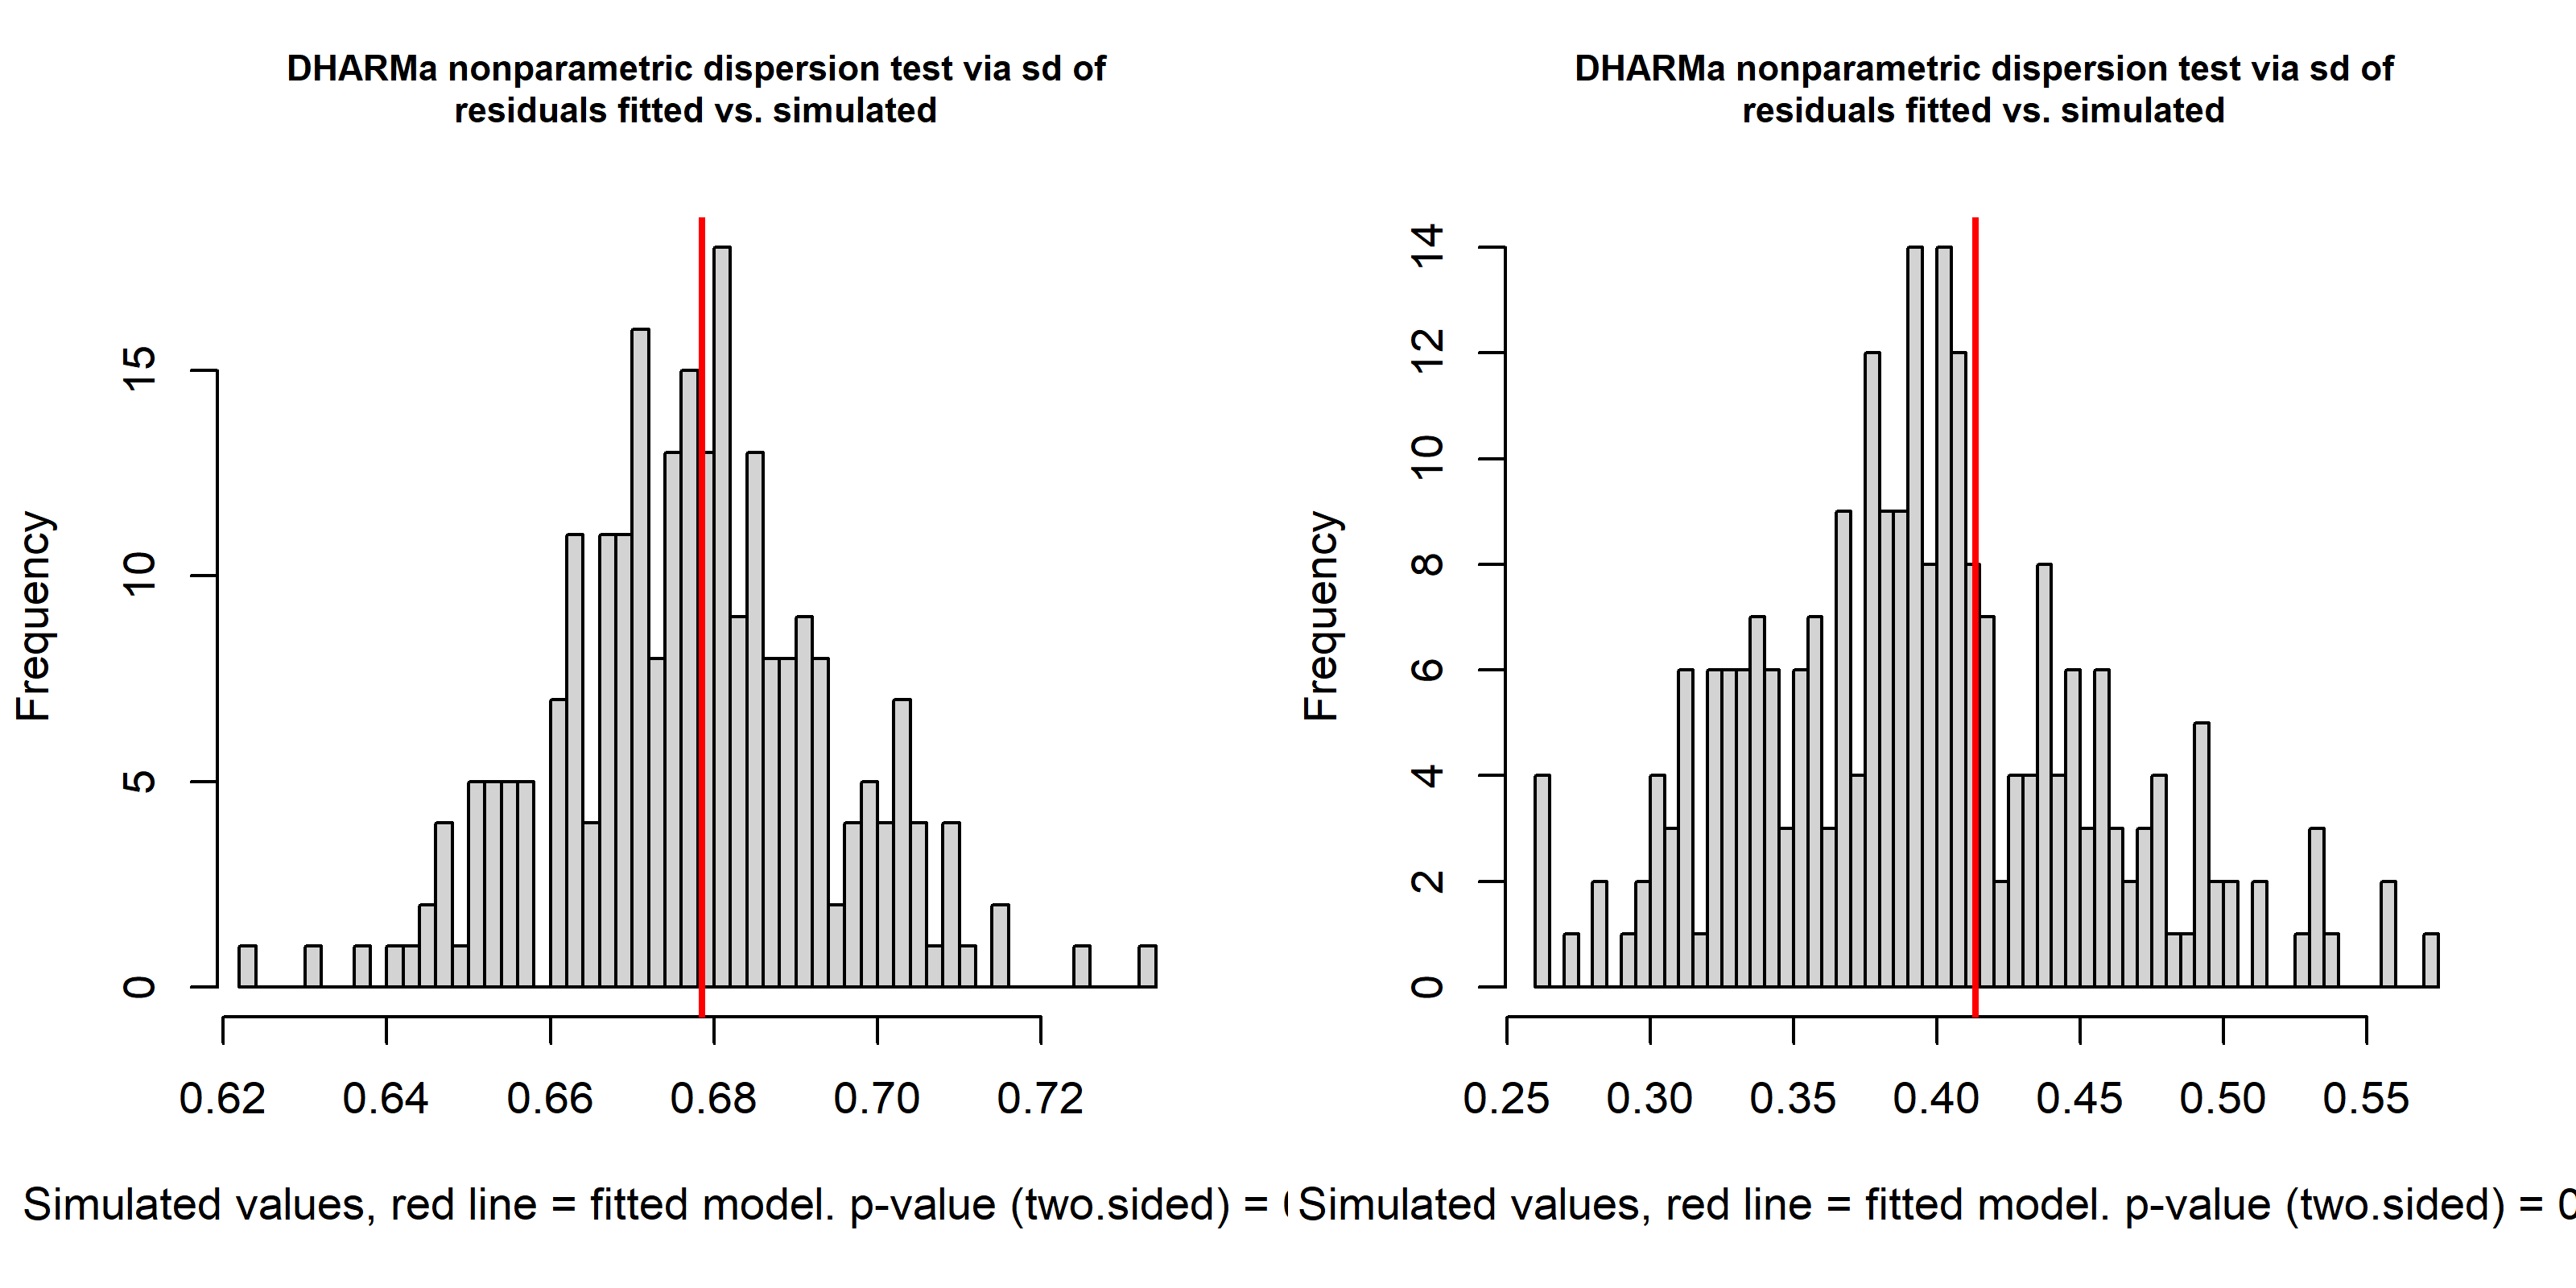 DHARMa nonparametric dispersion test via sd of
residuals fitted vs. simulated
Frequency
15
10
5
0
0.62 0.64 0.66 0.68 0.70 0.72
Simulated values, red line = fitted model. p-value (two.sided) =
DHARMa nonparametric dispersion test via sd of
residuals fitted vs. simulated
Frequency
14
12
10
8
6
4
2
0
0.25 0.30 0.35 0.40 0.45 0.50 0.55
Simulated values, red line = fitted model. p-value (two.sided) = 0